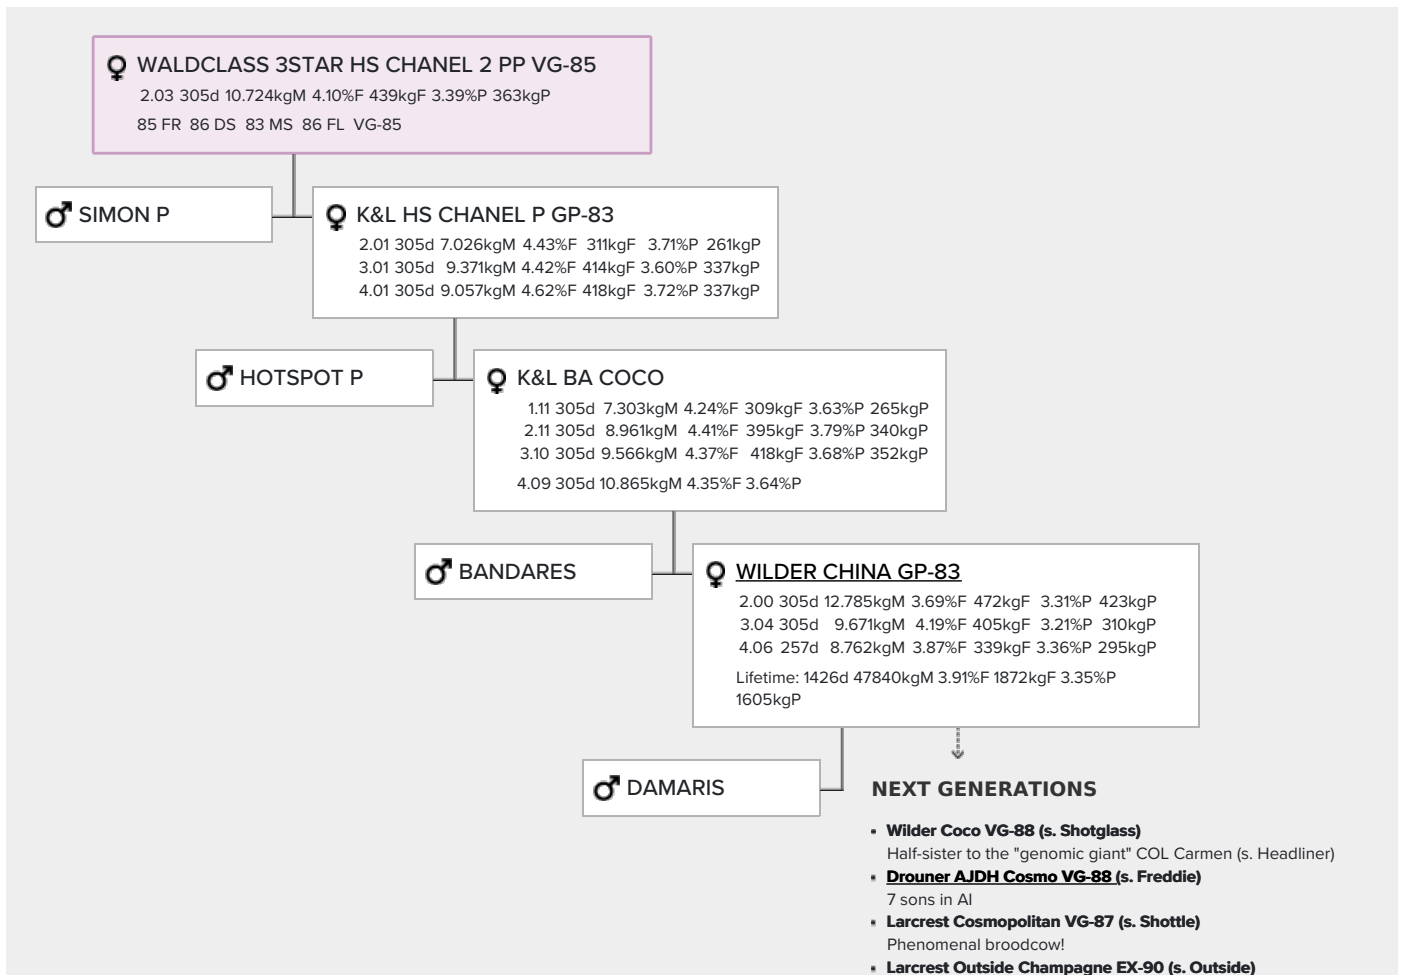 WALDCLASS 3STAR HS CHANEL 2 PP VG-85
2.03 305d 10.724kgM 4.10%F 439kgF 3.39%P 363kgP
85 FR 86 DS 83 MS 86 FL VG-85
SIMON P
K&L HS CHANEL P GP-83
2.01 305d 7.026kgM 4.43%F 311kgF 3.71%P 261kgP
3.01 305d 9.371kgM 4.42%F 414kgF 3.60%P 337kgP
4.01 305d 9.057kgM 4.62%F 418kgF 3.72%P 337kgP
HOTSPOT P
K&L BA COCO
1.11 305d 7.303kgM 4.24%F 309kgF 3.63%P 265kgP
2.11 305d 8.961kgM 4.41%F 395kgF 3.79%P 340kgP
3.10 305d 9.566kgM 4.37%F 418kgF 3.68%P 352kgP
4.09 305d 10.865kgM 4.35%F 3.64%P
BANDARES
WILDER CHINA GP-83
2.00 305d 12.785kgM 3.69%F 472kgF 3.31%P 423kgP
3.04 305d 9.671kgM 4.19%F 405kgF 3.21%P 310kgP
4.06 257d 8.762kgM 3.87%F 339kgF 3.36%P 295kgP
Lifetime: 1426d 47840kgM 3.91%F 1872kgF 3.35%P
1605kgP
DAMARIS
NEXT GENERATIONS
Wilder Coco VG-88 (s. Shotglass)
Half-sister to the "genomic giant" COL Carmen (s. Headliner)
Drouner AJDH Cosmo VG-88 (s. Freddie)
7 sons in AI
Larcrest Cosmopolitan VG-87 (s. Shottle)
Phenomenal broodcow!
Larcrest Outside Champagne EX-90 (s. Outside)